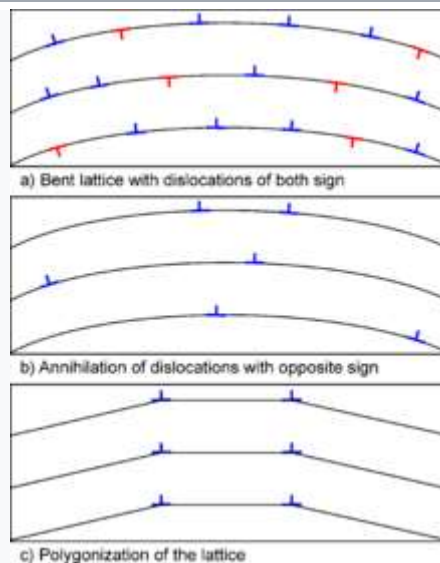 a) Bent lattice with dislocations of both sign
b) Annihilation of dislocations with opposite sign
c) Polygonization of the lattice